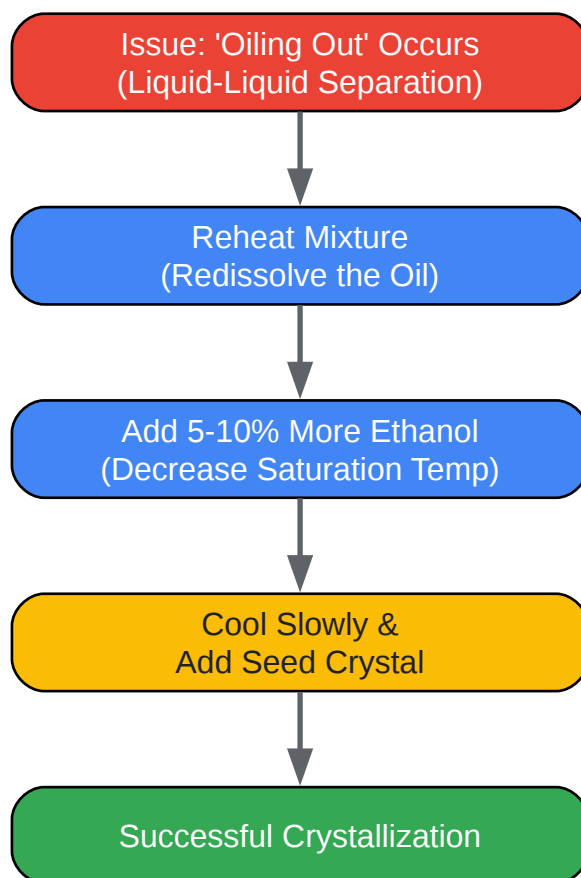 Issue: 'Oiling Out' Occurs
(Liquid-Liquid Separation)
Reheat Mixture
(Redissolve the Oil)
Add 5-10% More Ethanol
(Decrease Saturation Temp)
Cool Slowly &
Add Seed Crystal
Successful Crystallization